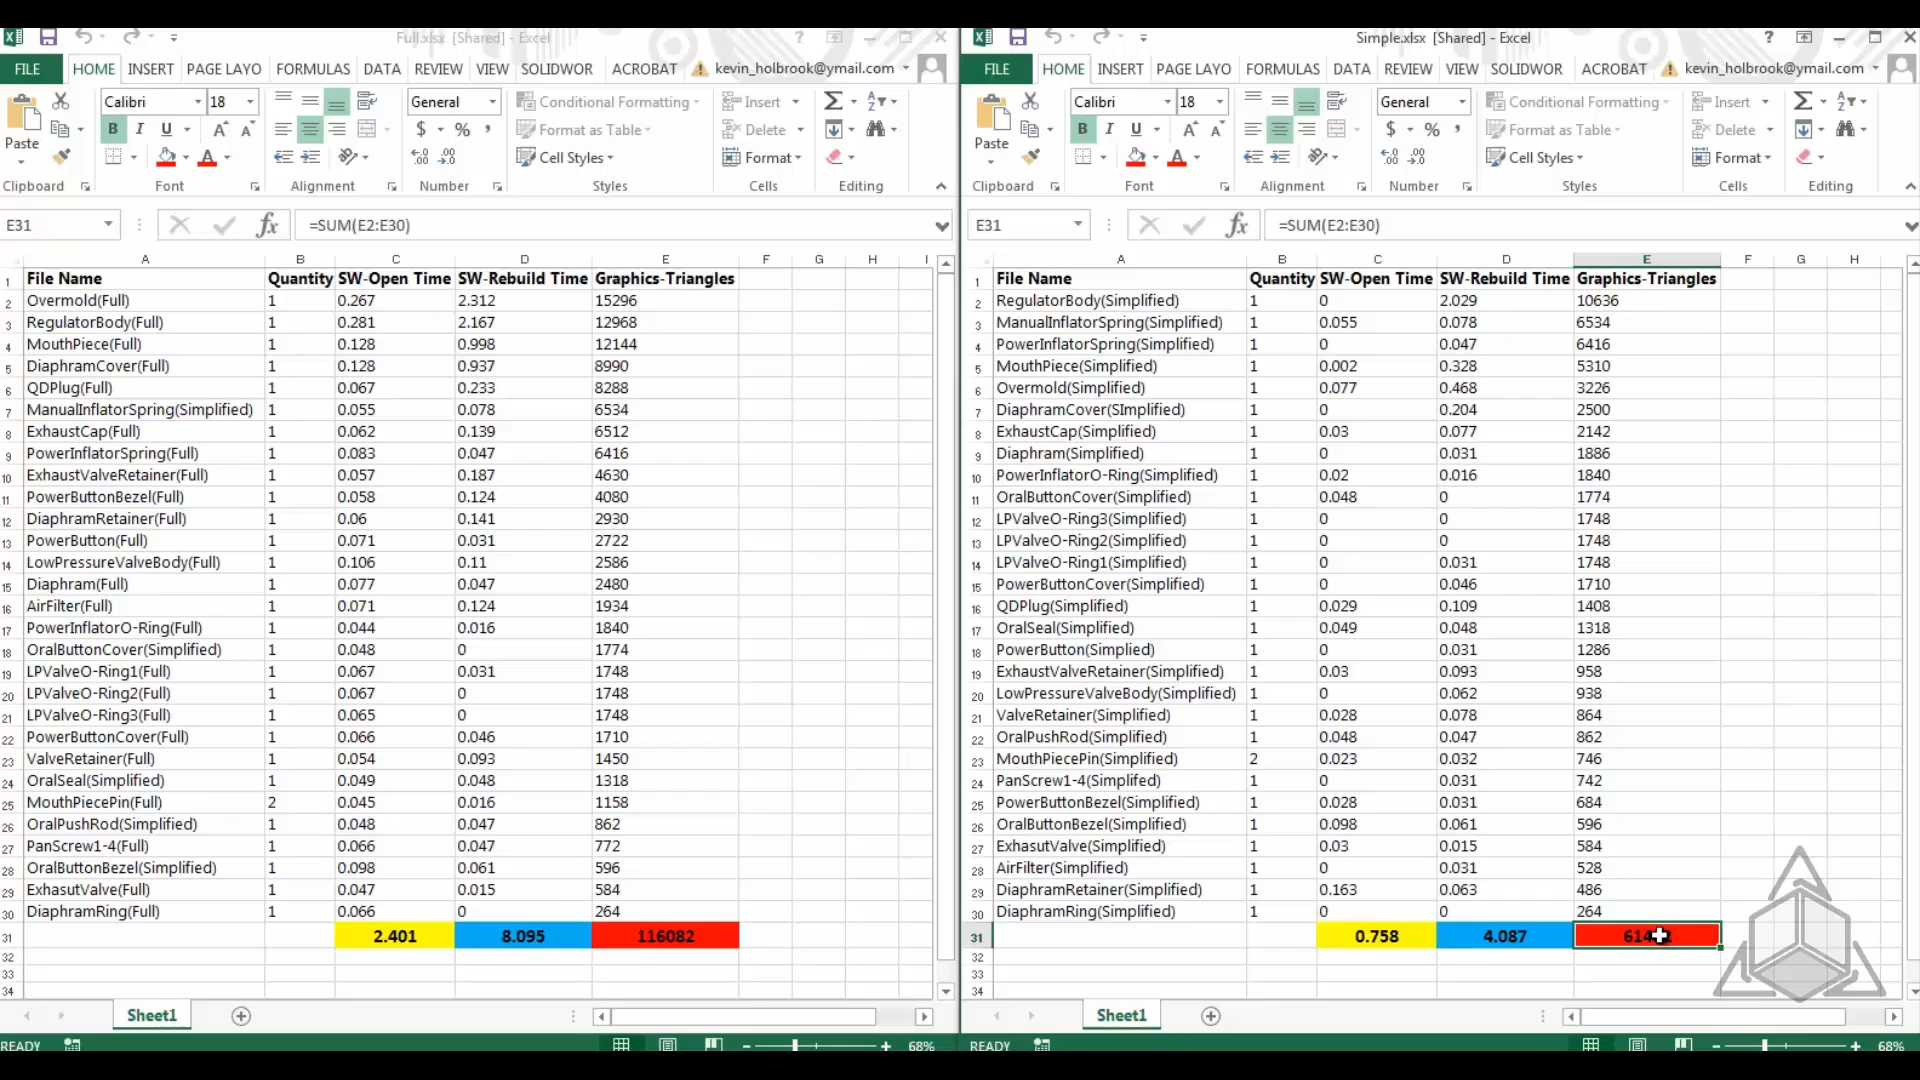 Full.xlsx [Shared] - Excel
FILE HOME INSERT PAGE LAYO FORMULAS DATA REVIEW VIEW SOLIDWOR ACROBAT kevin_holbrook@ymail.com
Calibri 18 General Conditional Formatting Insert
B I U $ % Format as Table Delete
Paste Cell Styles Format
Clipboard Font Alignment Number Styles Cells Editing
E31 fx =SUM(E2:E30)
A B C D E F G H I
1 File Name Quantity SW-Open Time SW-Rebuild Time Graphics-Triangles
2 Overmold(Full) 1 0.267 2.312 15296
3 RegulatorBody(Full) 1 0.281 2.167 12968
4 MouthPiece(Full) 1 0.128 0.998 12144
5 DiaphramCover(Full) 1 0.128 0.937 8990
6 QDPlug(Full) 1 0.067 0.233 8288
7 ManualInflatorSpring(Simplified) 1 0.055 0.078 6534
8 ExhaustCap(Full) 1 0.062 0.139 6512
9 PowerInflatorSpring(Full) 1 0.083 0.047 6416
10 ExhaustValveRetainer(Full) 1 0.057 0.187 4630
11 PowerButtonBezel(Full) 1 0.058 0.124 4080
12 DiaphramRetainer(Full) 1 0.06 0.141 2930
13 PowerButton(Full) 1 0.071 0.031 2722
14 LowPressureValveBody(Full) 1 0.106 0.11 2586
15 Diaphram(Full) 1 0.077 0.047 2480
16 AirFilter(Full) 1 0.071 0.124 1934
17 PowerInflatorO-Ring(Full) 1 0.044 0.016 1840
18 OralButtonCover(Simplified) 1 0.048 0 1774
19 LPValveO-Ring1(Full) 1 0.067 0.031 1748
20 LPValveO-Ring2(Full) 1 0.067 0 1748
21 LPValveO-Ring3(Full) 1 0.065 0 1748
22 PowerButtonCover(Full) 1 0.066 0.046 1710
23 ValveRetainer(Full) 1 0.054 0.093 1450
24 OralSeal(Simplified) 1 0.049 0.048 1318
25 MouthPiecePin(Full) 2 0.045 0.016 1158
26 OralPushRod(Simplified) 1 0.048 0.047 862
27 PanScrew1-4(Full) 1 0.066 0.047 772
28 OralButtonBezel(Simplified) 1 0.098 0.061 596
29 ExhasutValve(Full) 1 0.047 0.015 584
30 DiaphramRing(Full) 1 0.066 0 264
31 2.401 8.095 116082
32
33
34
Sheet1
READY 68%
Simple.xlsx [Shared] - Excel
FILE HOME INSERT PAGE LAYO FORMULAS DATA REVIEW VIEW SOLIDWOR ACROBAT kevin_holbrook@ymail.com
Calibri 18 General Conditional Formatting Insert
B I U $ % Format as Table Delete
Paste Cell Styles Format
Clipboard Font Alignment Number Styles Cells Editing
E31 fx =SUM(E2:E30)
A B C D E F G H
1 File Name Quantity SW-Open Time SW-Rebuild Time Graphics-Triangles
2 RegulatorBody(Simplified) 1 0 2.029 10636
3 ManualInflatorSpring(Simplified) 1 0.055 0.078 6534
4 PowerInflatorSpring(Simplified) 1 0 0.047 6416
5 MouthPiece(Simplified) 1 0.002 0.328 5310
6 Overmold(Simplified) 1 0.077 0.468 3226
7 DiaphramCover(SImplified) 1 0 0.204 2500
8 ExhaustCap(Simplified) 1 0.03 0.077 2142
9 Diaphram(Simplified) 1 0 0.031 1886
10 PowerInflatorO-Ring(Simplified) 1 0.02 0.016 1840
11 OralButtonCover(Simplified) 1 0.048 0 1774
12 LPValveO-Ring3(Simplified) 1 0 0 1748
13 LPValveO-Ring2(Simplified) 1 0 0 1748
14 LPValveO-Ring1(Simplified) 1 0 0.031 1748
15 PowerButtonCover(Simplified) 1 0 0.046 1710
16 QDPlug(Simplified) 1 0.029 0.109 1408
17 OralSeal(Simplified) 1 0.049 0.048 1318
18 PowerButton(Simplied) 1 0 0.031 1286
19 ExhaustValveRetainer(Simplified) 1 0.03 0.093 958
20 LowPressureValveBody(Simplified) 1 0 0.062 938
21 ValveRetainer(Simplified) 1 0.028 0.078 864
22 OralPushRod(Simplified) 1 0.048 0.047 862
23 MouthPiecePin(Simplified) 2 0.023 0.032 746
24 PanScrew1-4(Simplifed) 1 0 0.031 742
25 PowerButtonBezel(Simplified) 1 0.028 0.031 684
26 OralButtonBezel(Simplified) 1 0.098 0.061 596
27 ExhasutValve(Simplified) 1 0.03 0.015 584
28 AirFilter(Simplified) 1 0 0.031 528
29 DiaphramRetainer(Simplified) 1 0.163 0.063 486
30 DiaphramRing(Simplified) 1 0 0 264
31 0.758 4.087
32
33
34
Sheet1
READY 68%